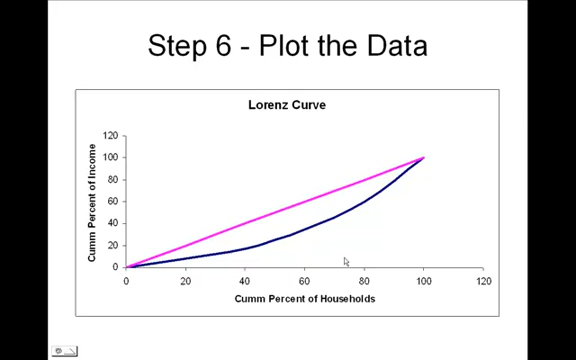 Step 6 - Plot the Data
Lorenz Curve
Cumm Percent of Income
120
100
80
60
40
20
0
0 20 40 60 80 100 120
Cumm Percent of Households